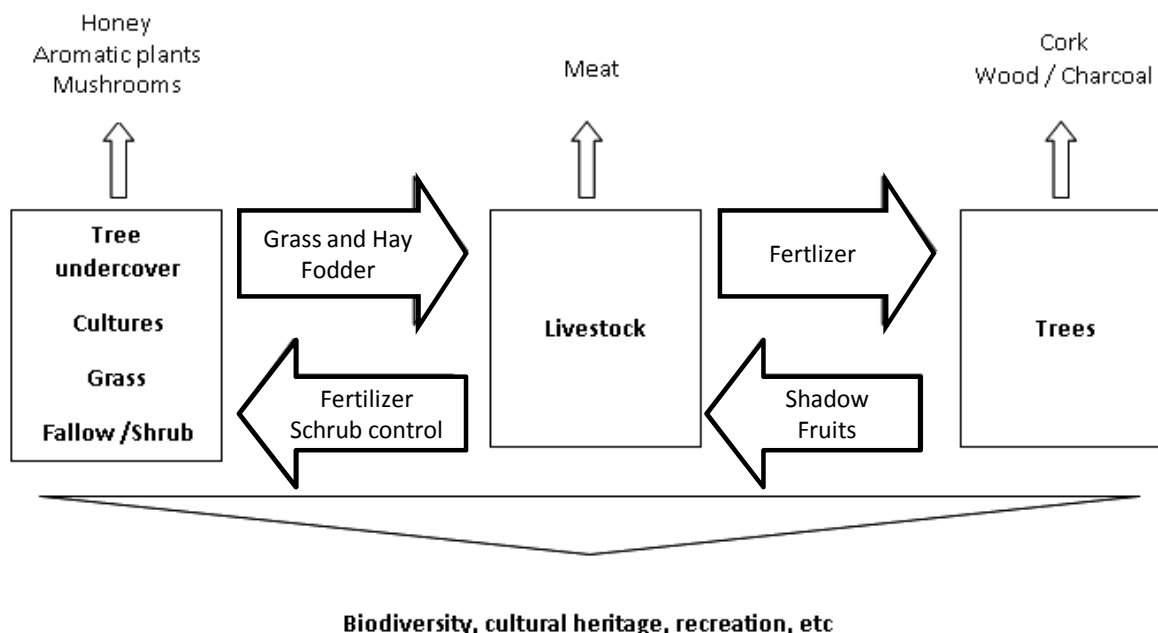 Honey
Aromatic plants
Mushrooms
Meat
Cork
Wood / Charcoal
Tree
undercover
Cultures
Grass
Fallow /Shrub
Grass and Hay
Fodder
Fertilizer
Schrub control
Livestock
Fertlizer
Shadow
Fruits
Trees
Biodiversity, cultural heritage, recreation, etc